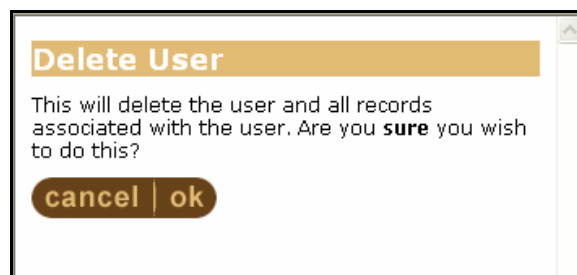 Delete User
This will delete the user and all records
associated with the user. Are you sure you wish
to do this?
cancel | ok